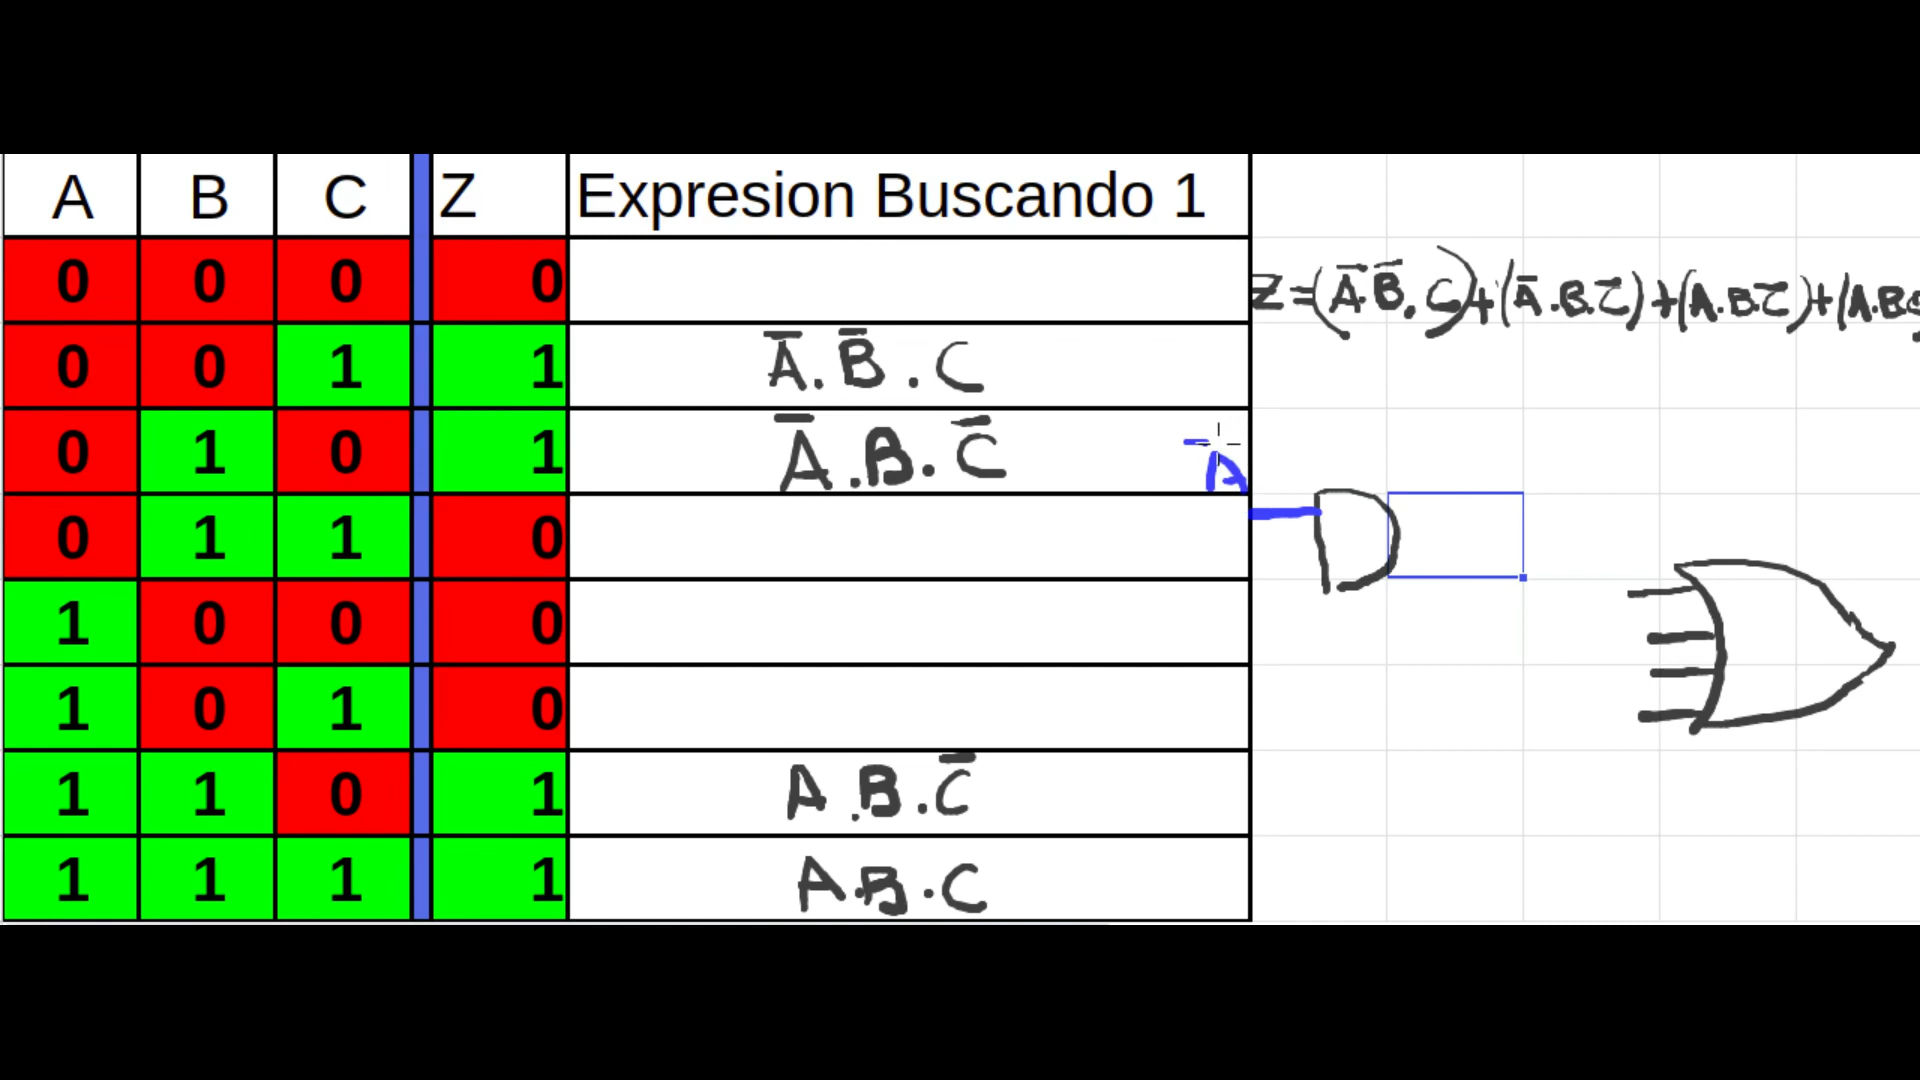 A B C Z Expresion Buscando 1
0 0 0 0
Z = (A̅.B̅.C)+(A̅.B.C̅)+(A.B.C̅)+(A.B.C
0 0 1 1 A̅.B̅.C
0 1 0 1 A̅.B.C̅
A̅
0 1 1 0
1 0 0 0
1 0 1 0
1 1 0 1 A.B.C̅
1 1 1 1 A.B.C